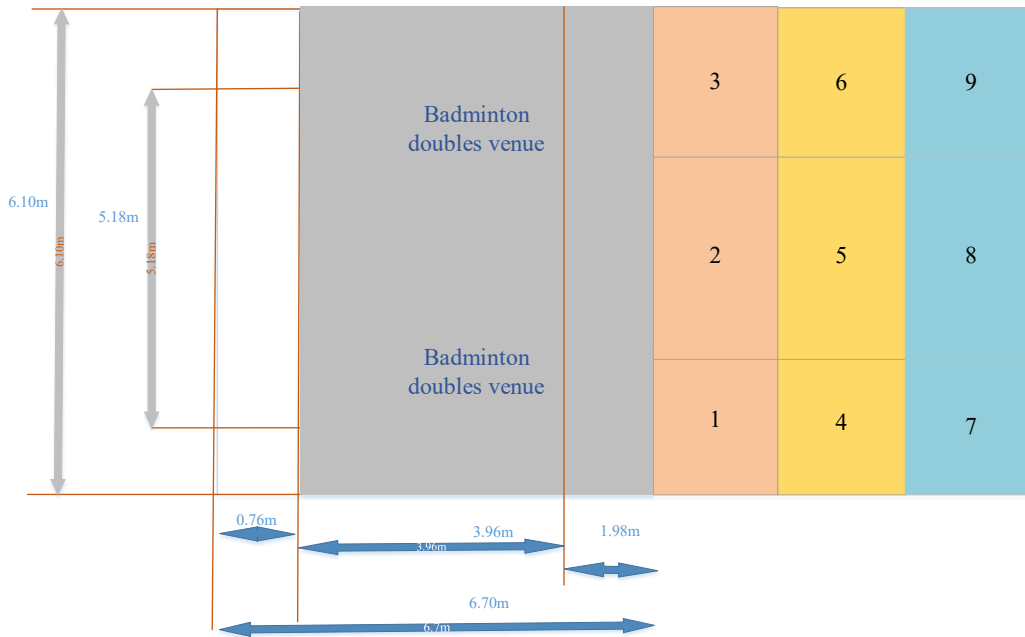 3
6
9
Badminton
doubles venue
6.10m
5.18m
6.10m
5.18m
2
5
8
Badminton
doubles venue
1
4
7
0.76m
3.96m
1.98m
3.96m
6.70m
6.7m